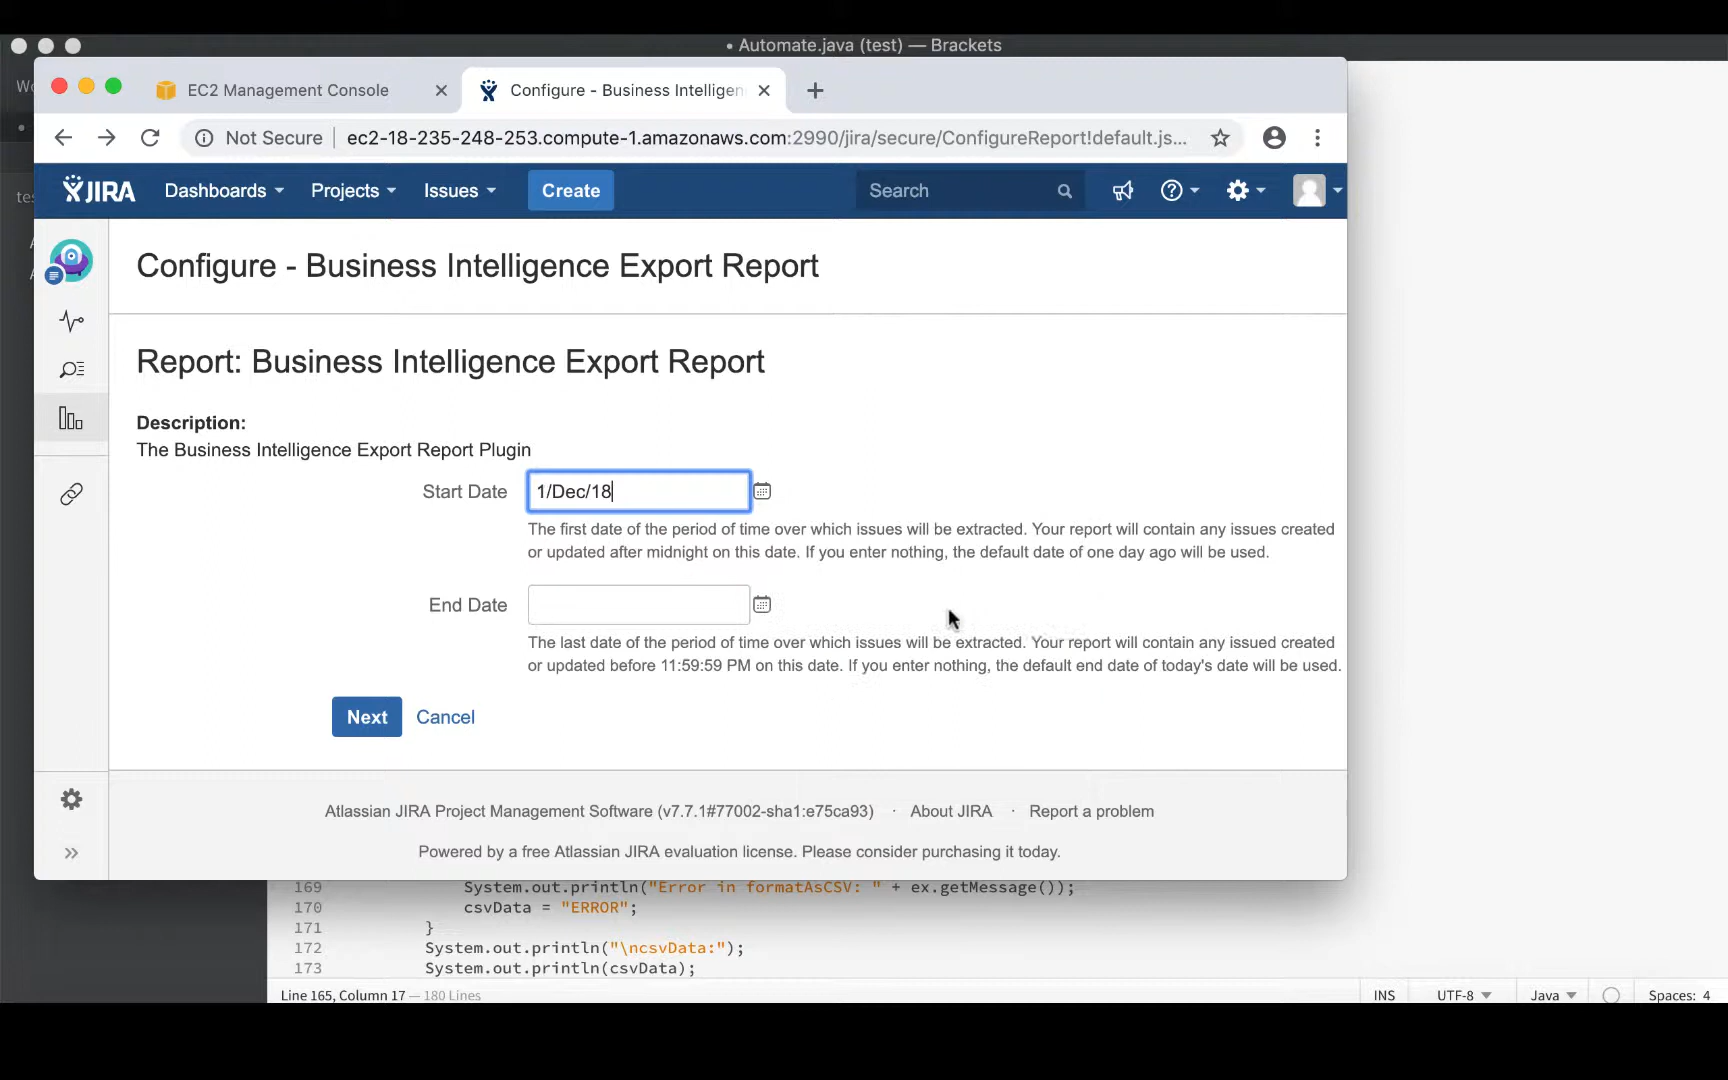 • Automate.java (test) — Brackets
EC2 Management Console
Configure - Business Intelligen
Not Secure
ec2-18-235-248-253.compute-1.amazonaws.com:2990/jira/secure/ConfigureReport!default.js...
JIRA
Dashboards
Projects
Issues
Create
Search
Configure - Business Intelligence Export Report
Report: Business Intelligence Export Report
Description:
The Business Intelligence Export Report Plugin
Start Date
1/Dec/18
The first date of the period of time over which issues will be extracted. Your report will contain any issues created
or updated after midnight on this date. If you enter nothing, the default date of one day ago will be used.
End Date
The last date of the period of time over which issues will be extracted. Your report will contain any issued created
or updated before 11:59:59 PM on this date. If you enter nothing, the default end date of today's date will be used.
Next
Cancel
Atlassian JIRA Project Management Software (v7.7.1#77002-sha1:e75ca93) · About JIRA · Report a problem
Powered by a free Atlassian JIRA evaluation license. Please consider purchasing it today.
169 System.out.println("Error in formatAsCSV: " + ex.getMessage());
170 csvData = "ERROR";
171 }
172 System.out.println("\ncsvData:");
173 System.out.println(csvData);
Line 165, Column 17 — 180 Lines
INS
UTF-8
Java
Spaces: 4